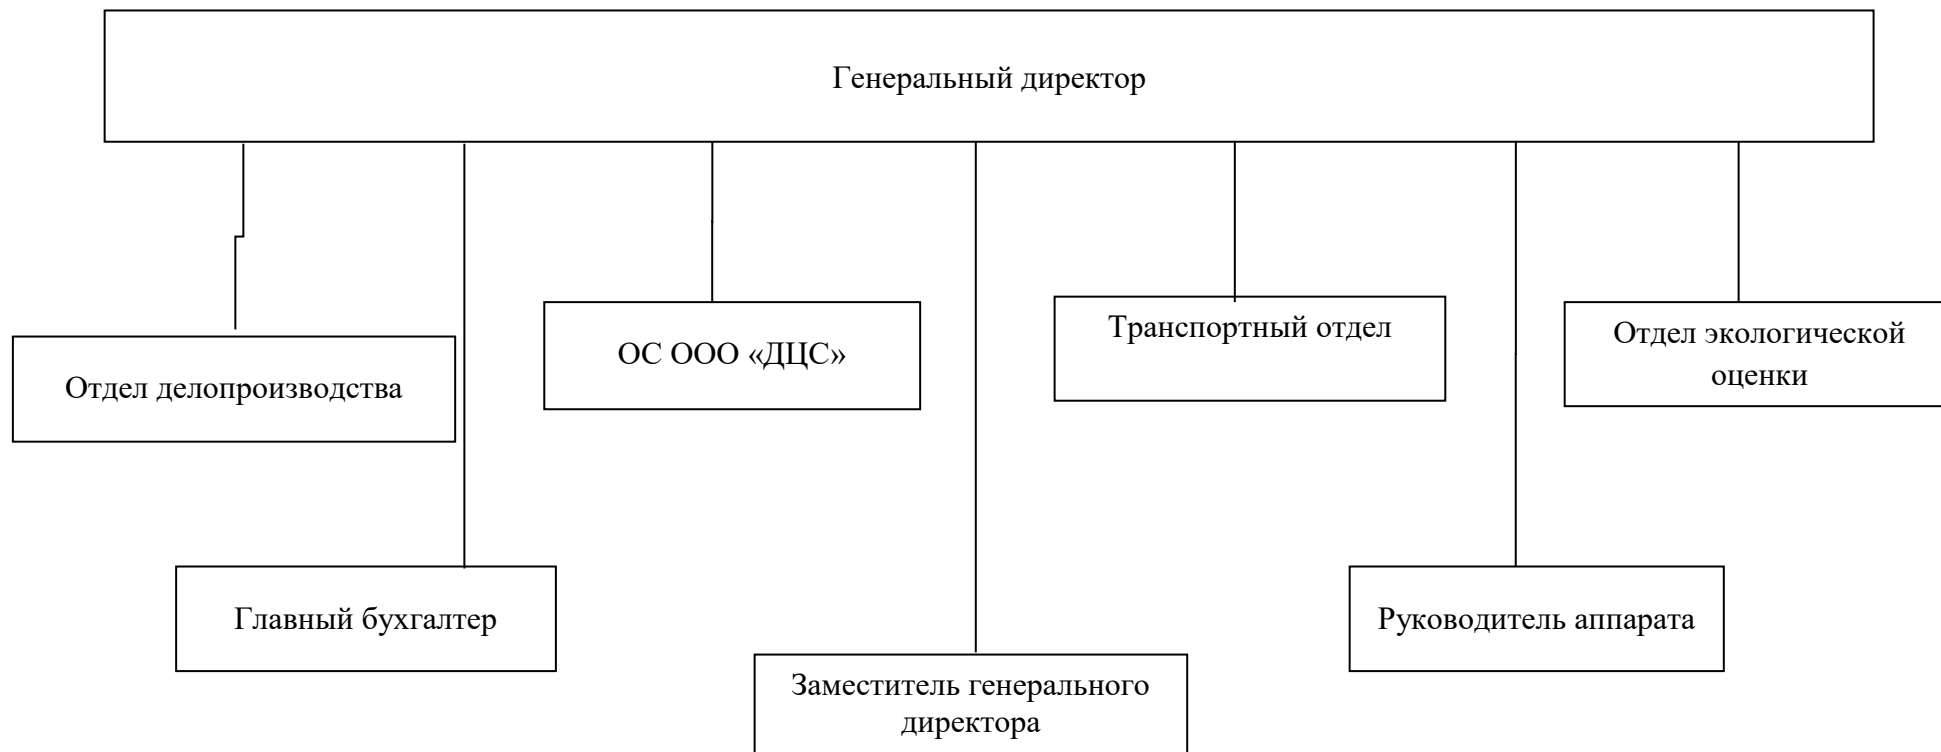 Генеральный директор
Отдел делопроизводства
ОС ООО «ДЦС»
Транспортный отдел
Отдел экологической
оценки
Главный бухгалтер
Руководитель аппарата
Заместитель генерального
директора